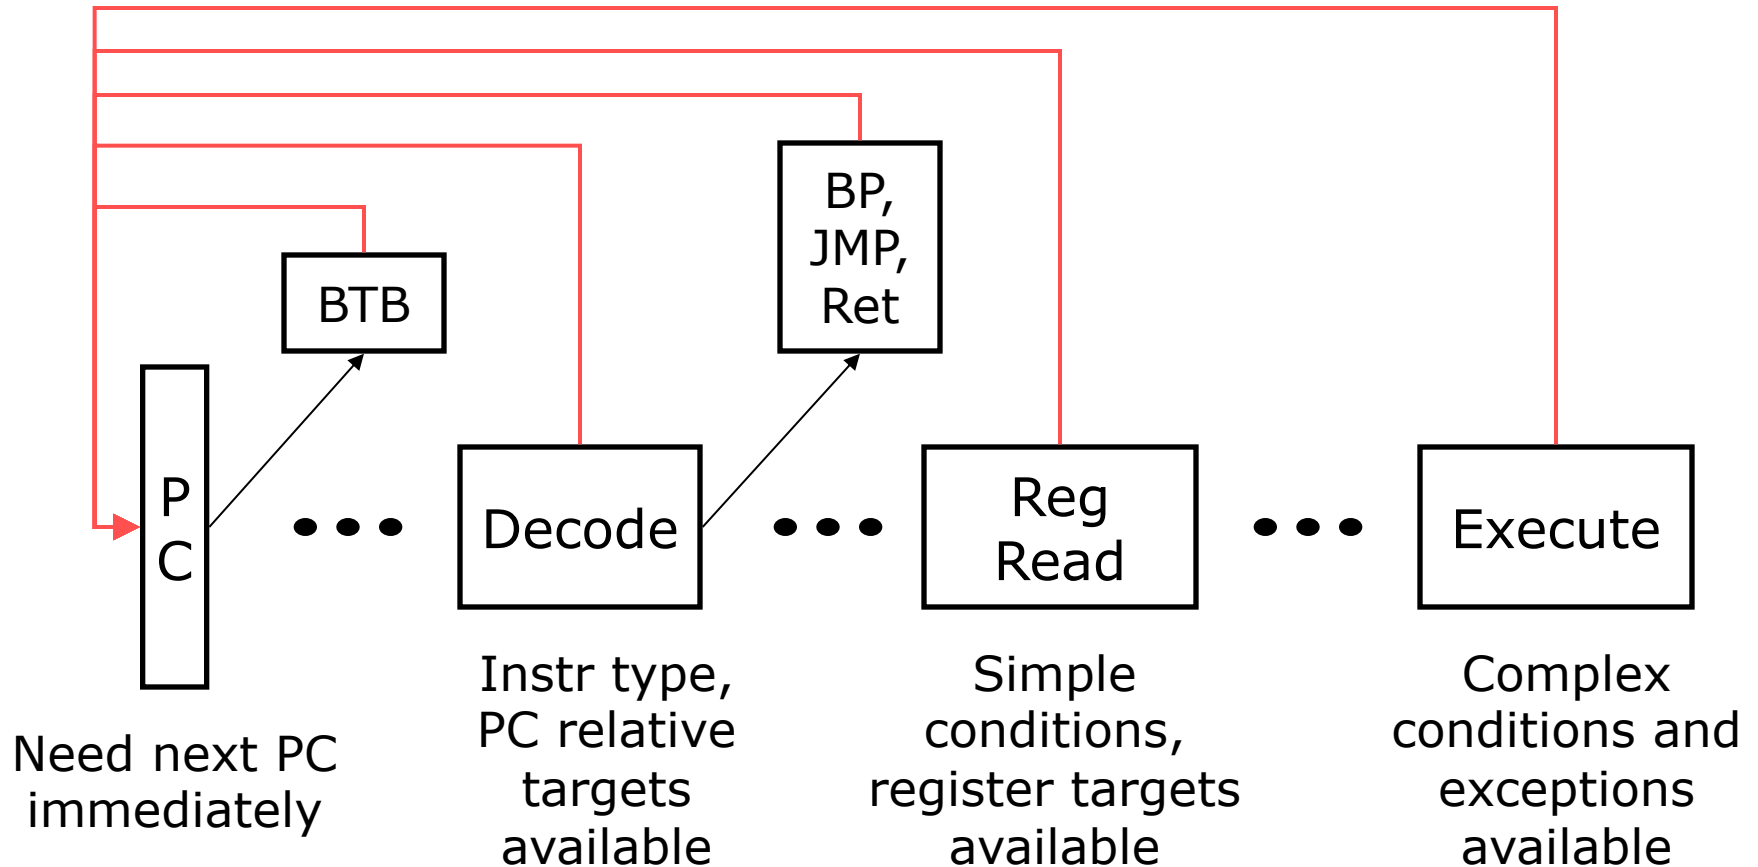 BP,
JMP,
Ret
BTB
P
C
Decode
Reg
Read
Execute
Need next PC
immediately
Instr type,
PC relative
targets
available
Simple
conditions,
register targets
available
Complex
conditions and
exceptions
available